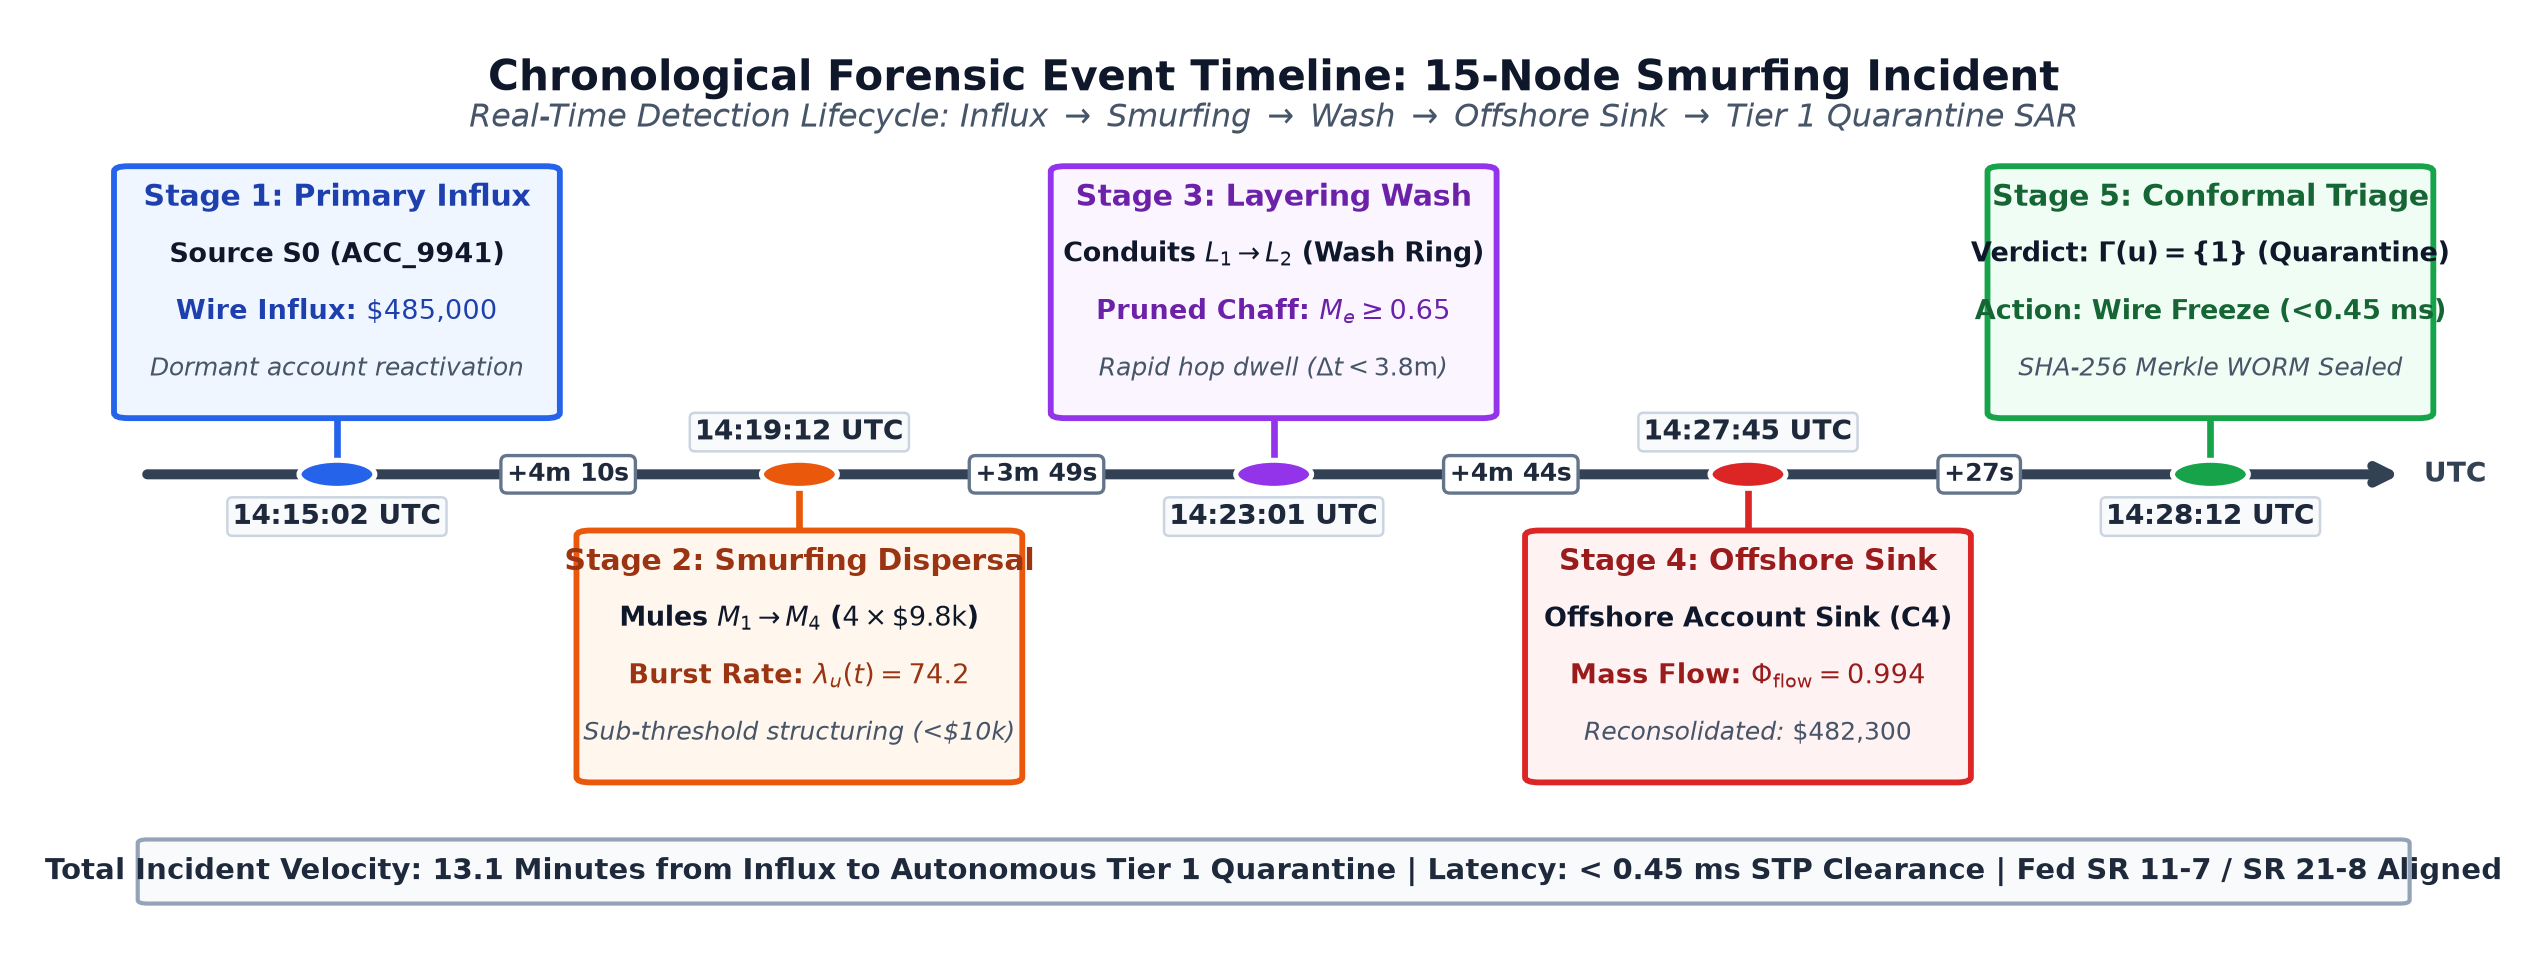 Chronological Forensic Event Timeline: 15-Node Smurfing Incident
Real-Time Detection Lifecycle: Influx → Smurfing → Wash → Offshore Sink → Tier 1 Quarantine SAR
Stage 1: Primary Influx
Source S0 (ACC_9941)
Wire Influx: $485,000
Dormant account reactivation
14:15:02 UTC
+4m 10s
14:19:12 UTC
Stage 2: Smurfing Dispersal
Mules M₁→M₄ (4 × $9.8k)
Burst Rate: λᵤ(t) = 74.2
Sub-threshold structuring (<$10k)
+3m 49s
Stage 3: Layering Wash
Conduits L₁→L₂ (Wash Ring)
Pruned Chaff: Mₑ ≥ 0.65
Rapid hop dwell (Δt < 3.8m)
14:23:01 UTC
+4m 44s
14:27:45 UTC
Stage 4: Offshore Sink
Offshore Account Sink (C4)
Mass Flow: Φflow = 0.994
Reconsolidated: $482,300
+27s
Stage 5: Conformal Triage
Verdict: Γ(u) = {1} (Quarantine)
Action: Wire Freeze (<0.45 ms)
SHA-256 Merkle WORM Sealed
14:28:12 UTC
UTC
Total Incident Velocity: 13.1 Minutes from Influx to Autonomous Tier 1 Quarantine | Latency: < 0.45 ms STP Clearance | Fed SR 11-7 / SR 21-8 Aligned